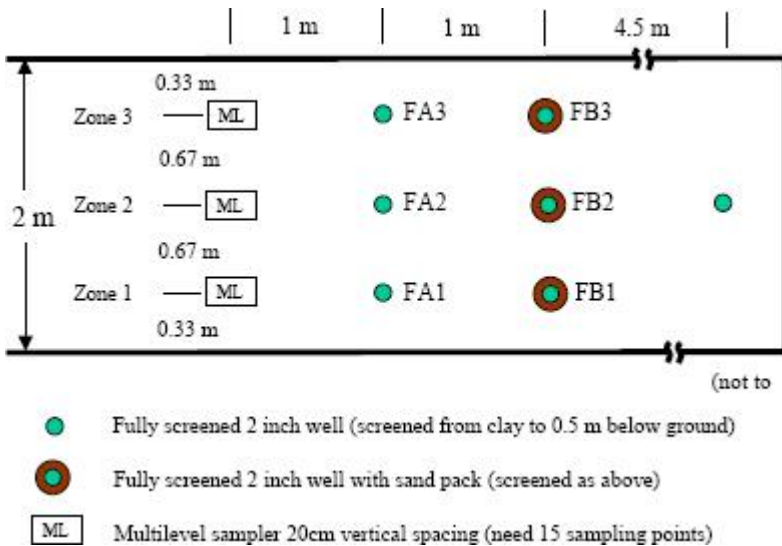 1 m 1 m 4.5 m
0.33 m
Zone 3 ML FA3 FB3
0.67 m
Zone 2 ML FA2 FB2
2 m
0.67 m
Zone 1 ML FA1 FB1
0.33 m
(not to
Fully screened 2 inch well (screened from clay to 0.5 m below ground)
Fully screened 2 inch well with sand pack (screened as above)
ML Multilevel sampler 20cm vertical spacing (need 15 sampling points)